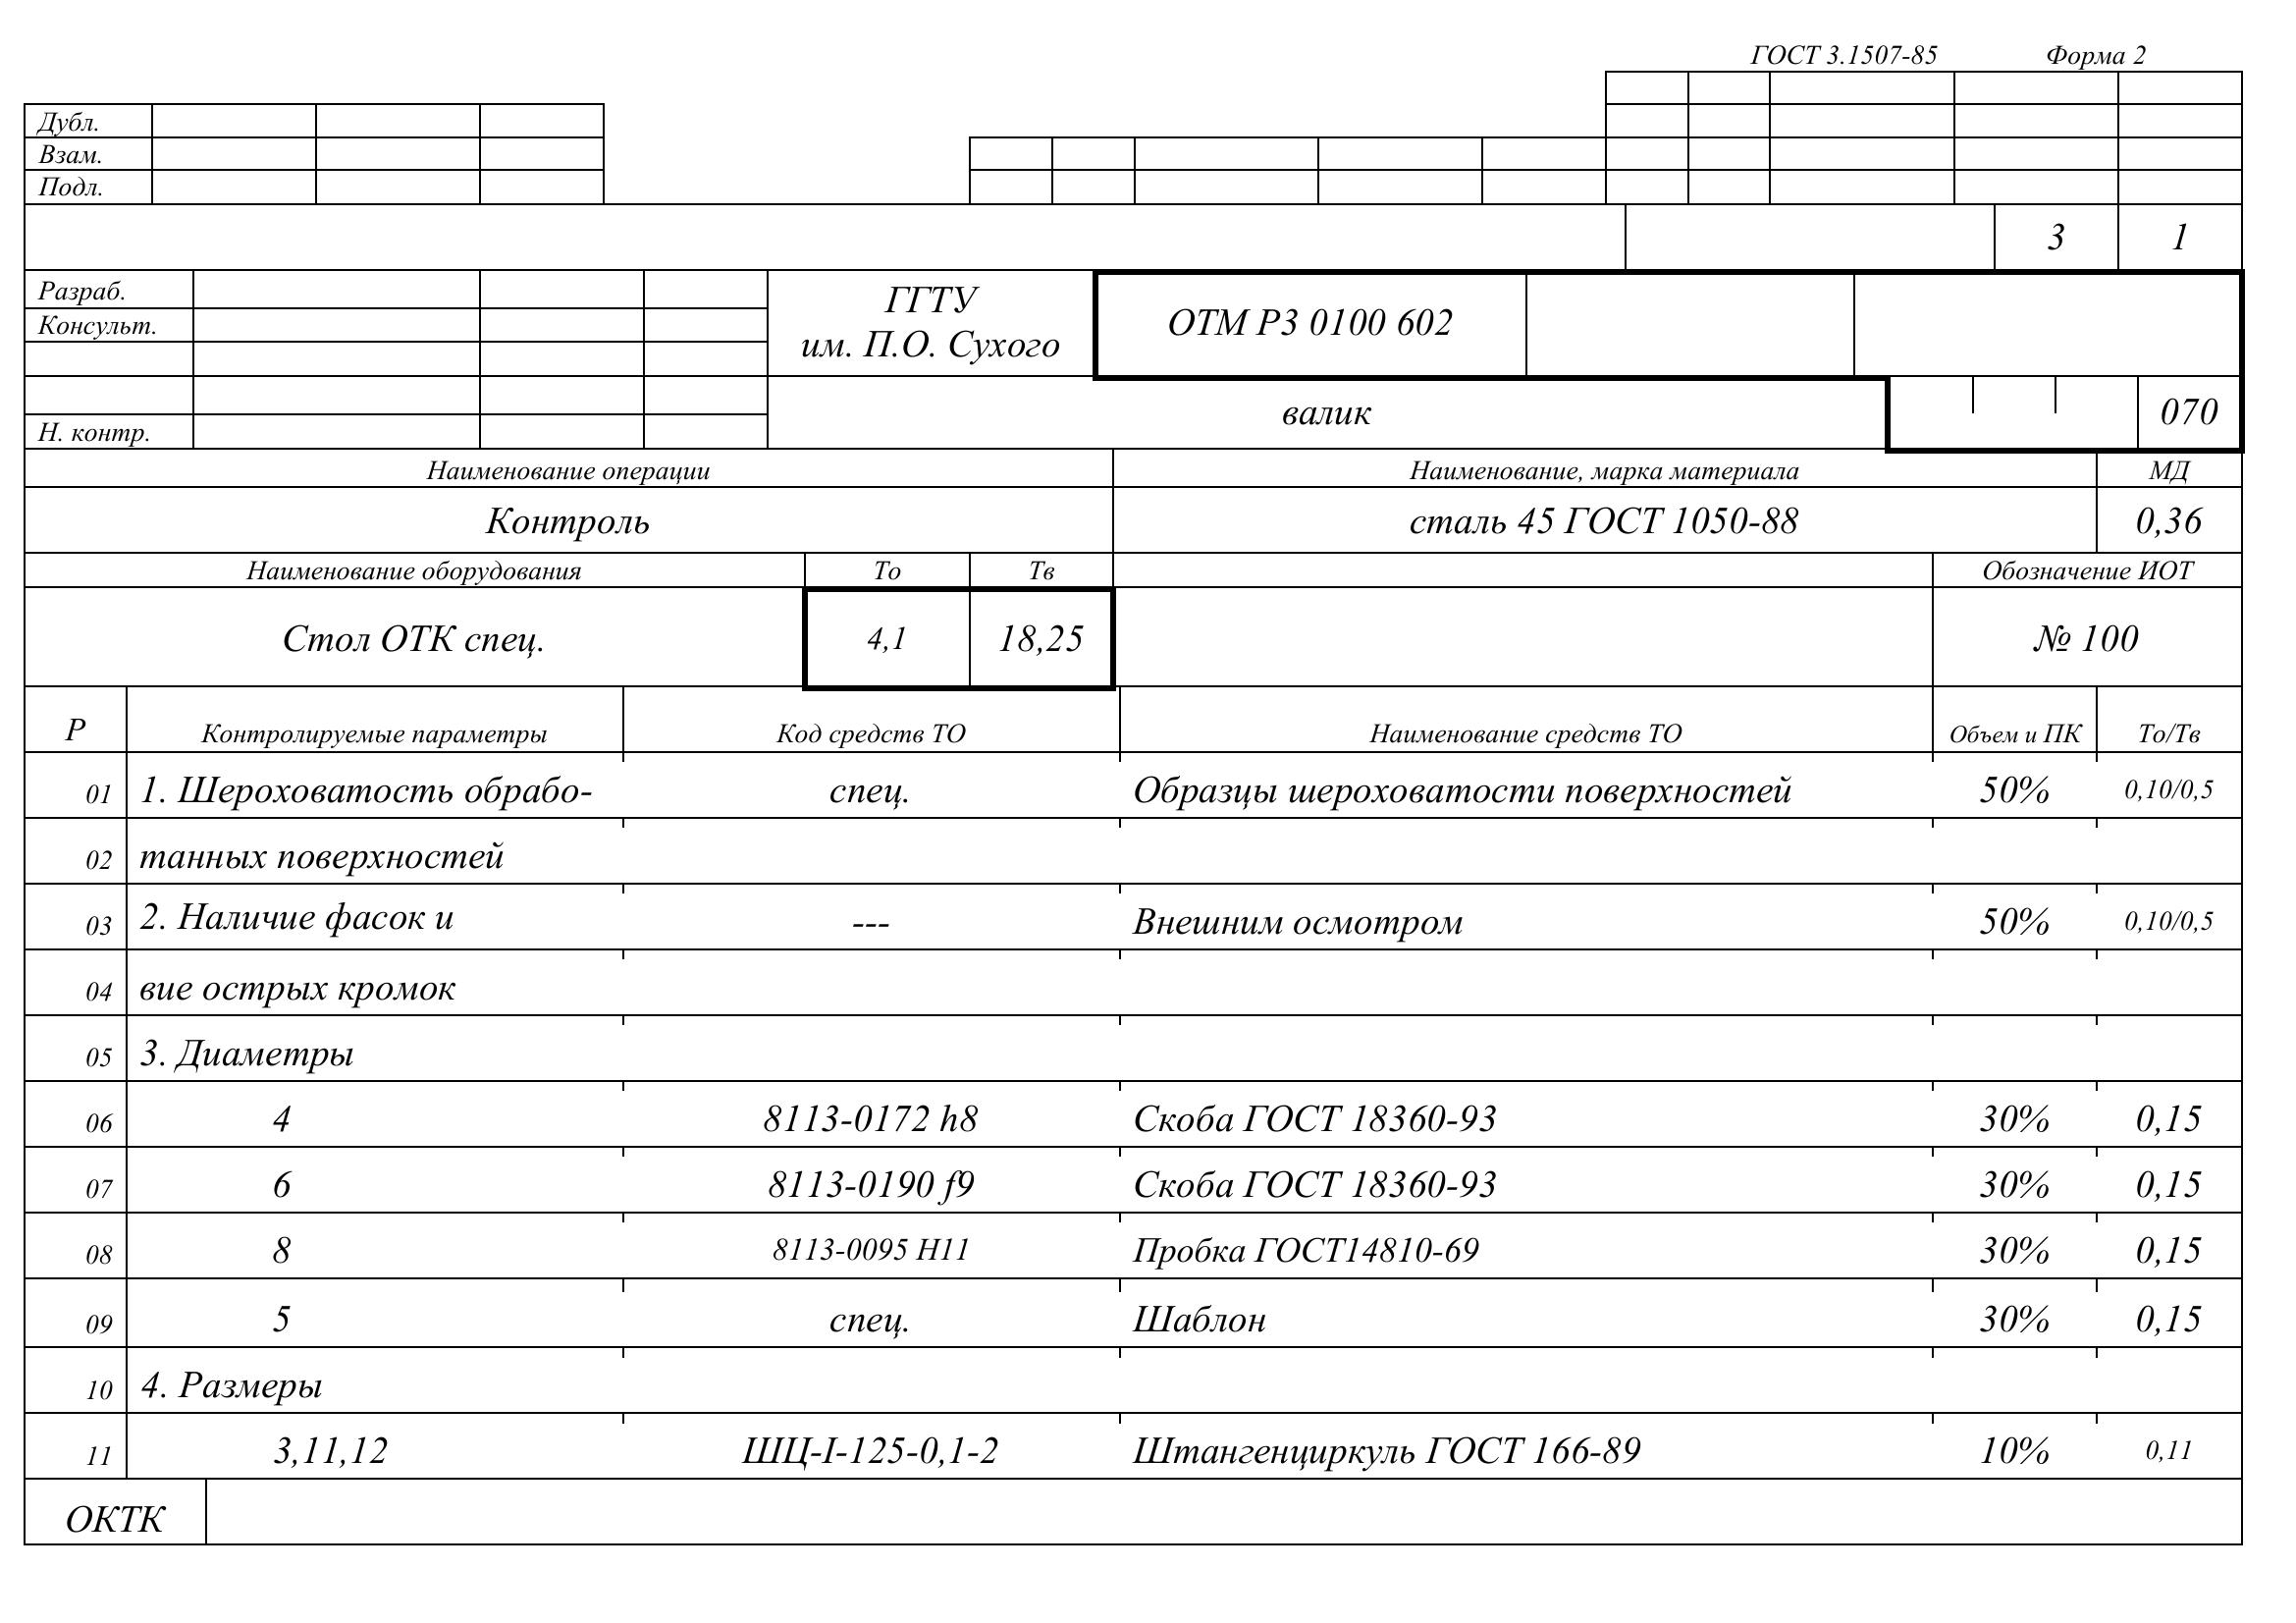 ГОСТ 3.1507-85 Форма 2
Дубл.
Взам.
Подл.
3 1
Разраб.
Консульт.
ГГТУ
им. П.О. Сухого
ОТМ РЗ 0100 602
валик
070
Н. контр.
Наименование операции Наименование, марка материала МД
Контроль сталь 45 ГОСТ 1050-88 0,36
Наименование оборудования То Тв Обозначение ИОТ
Стол ОТК спец. 4,1 18,25 № 100
Р Контролируемые параметры Код средств ТО Наименование средств ТО Объем и ПК То/Тв
01 1. Шероховатость обрабо- спец. Образцы шероховатости поверхностей 50% 0,10/0,5
02 танных поверхностей
03 2. Наличие фасок и --- Внешним осмотром 50% 0,10/0,5
04 вие острых кромок
05 3. Диаметры
06 4 8113-0172 h8 Скоба ГОСТ 18360-93 30% 0,15
07 6 8113-0190 f9 Скоба ГОСТ 18360-93 30% 0,15
08 8 8113-0095 H11 Пробка ГОСТ14810-69 30% 0,15
09 5 спец. Шаблон 30% 0,15
10 4. Размеры
11 3,11,12 ШЦ-I-125-0,1-2 Штангенциркуль ГОСТ 166-89 10% 0,11
ОКТК